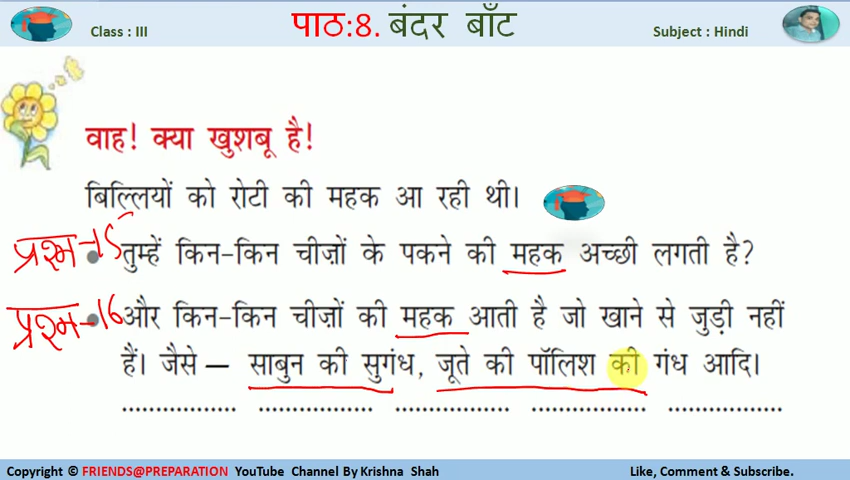 Class : III
पाठ:8. बंदर बाँट
Subject : Hindi
वाह! क्या खुशबू है!
बिल्लियों को रोटी की महक आ रही थी।
प्रश्न-15 • तुम्हें किन-किन चीज़ों के पकने की महक अच्छी लगती है?
प्रश्न-16 • और किन-किन चीज़ों की महक आती है जो खाने से जुड़ी नहीं
हैं। जैसे – साबुन की सुगंध, जूते की पॉलिश की गंध आदि।
................. ................. ................. ................. .................
Copyright © FRIENDS@PREPARATION YouTube Channel By Krishna Shah
Like, Comment & Subscribe.